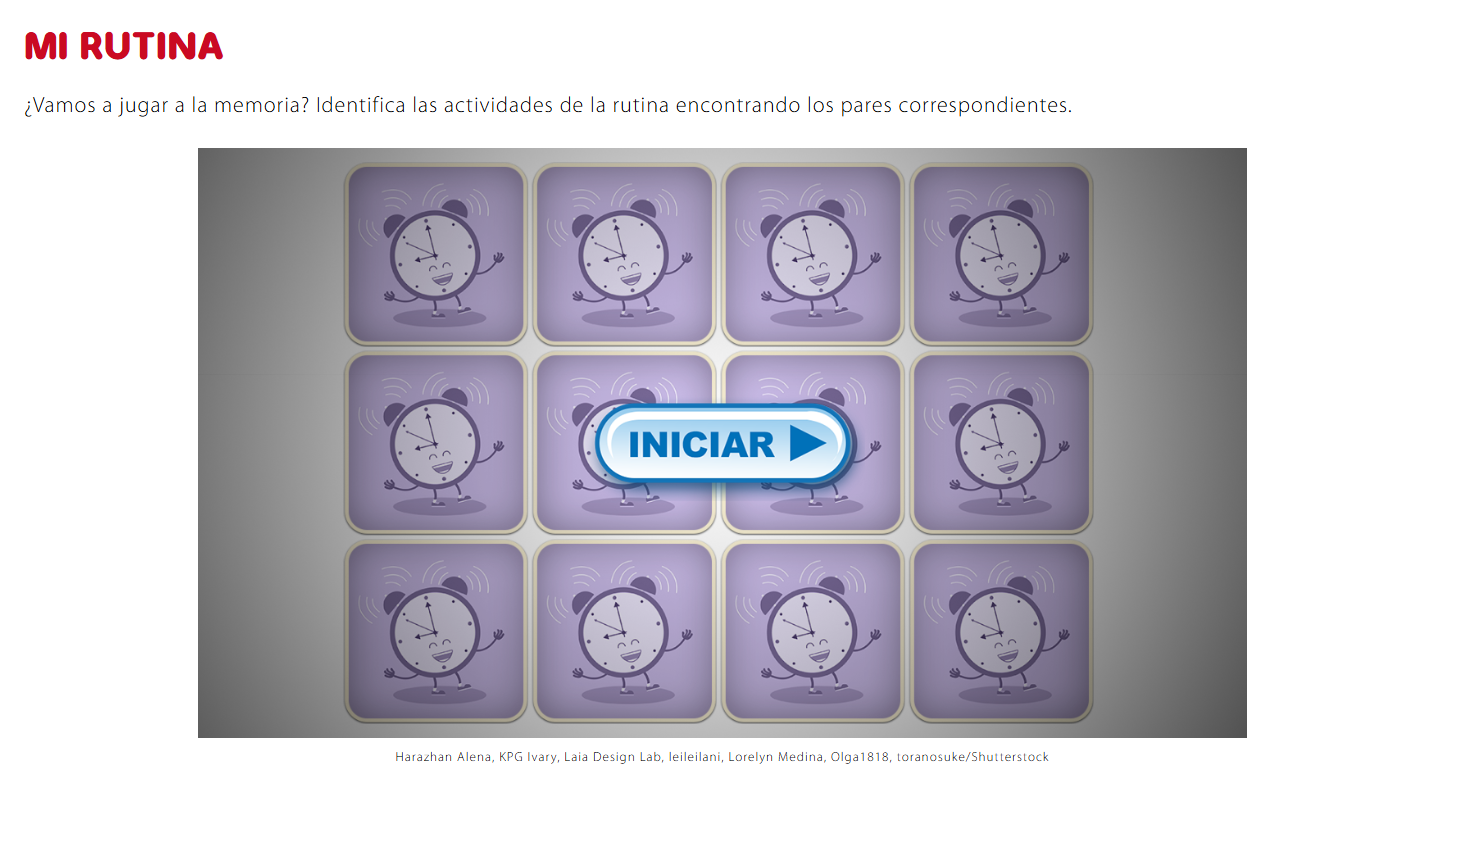 MI RUTINA
¿Vamos a jugar a la memoria? Identifica las actividades de la rutina encontrando los pares correspondientes.
INICIAR
Harazhan Alena, KPG Ivary, Laia Design Lab, leileilani, Lorelyn Medina, Olga1818, toranosuke/Shutterstock